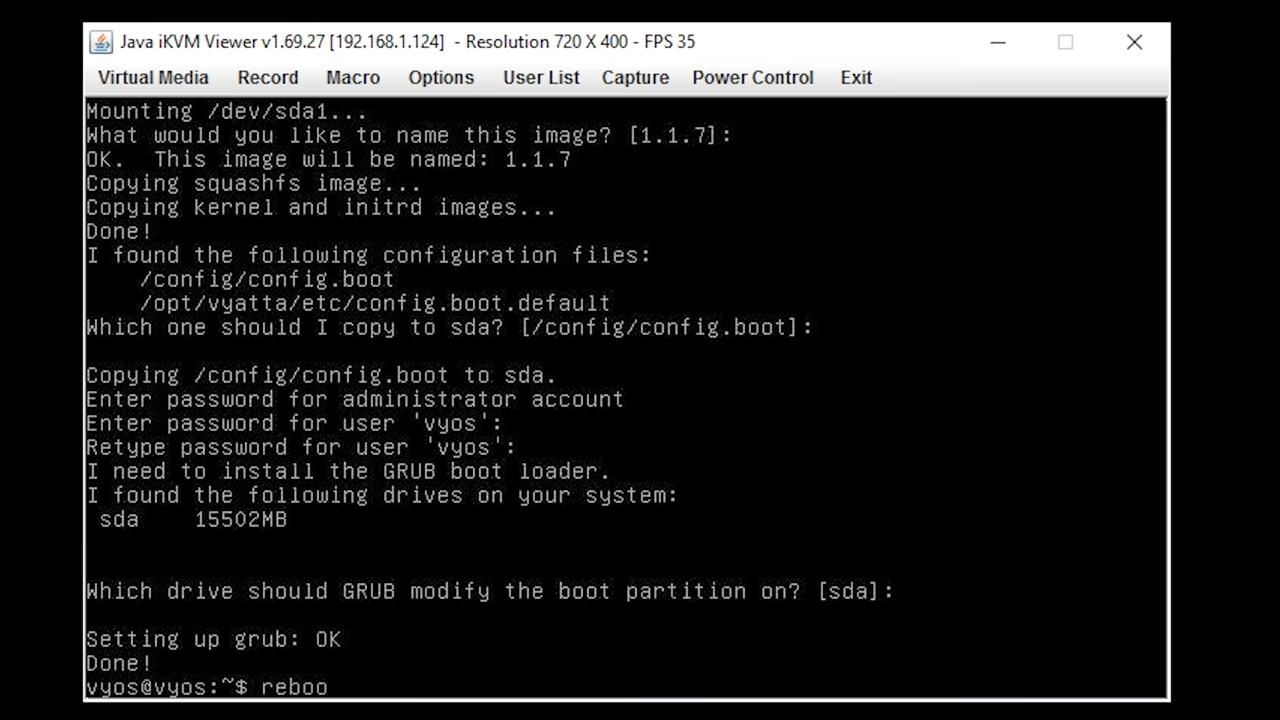 Java iKVM Viewer v1.69.27 [192.168.1.124] - Resolution 720 X 400 - FPS 35
Virtual Media Record Macro Options User List Capture Power Control Exit
Mounting /dev/sda1...
What would you like to name this image? [1.1.7]:
OK.  This image will be named: 1.1.7
Copying squashfs image...
Copying kernel and initrd images...
Done!
I found the following configuration files:
    /config/config.boot
    /opt/vyatta/etc/config.boot.default
Which one should I copy to sda? [/config/config.boot]:
Copying /config/config.boot to sda.
Enter password for administrator account
Enter password for user 'vyos':
Retype password for user 'vyos':
I need to install the GRUB boot loader.
I found the following drives on your system:
 sda    15502MB
Which drive should GRUB modify the boot partition on? [sda]:
Setting up grub: OK
Done!
vyos@vyos:~$ reboo